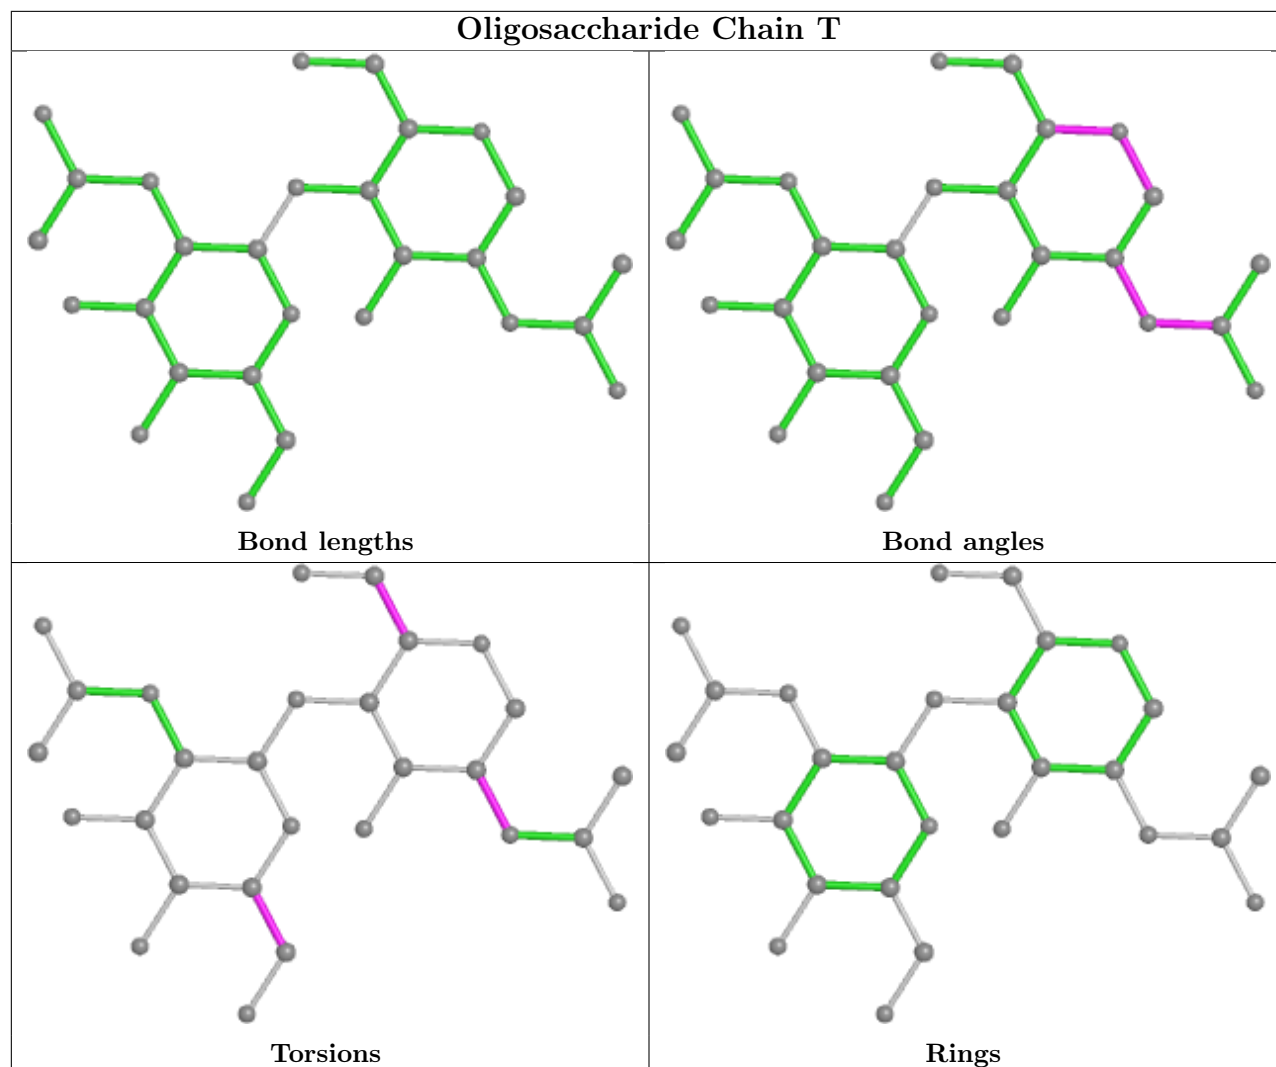 Oligosaccharide Chain T
Bond lengths
Bond angles
Torsions
Rings